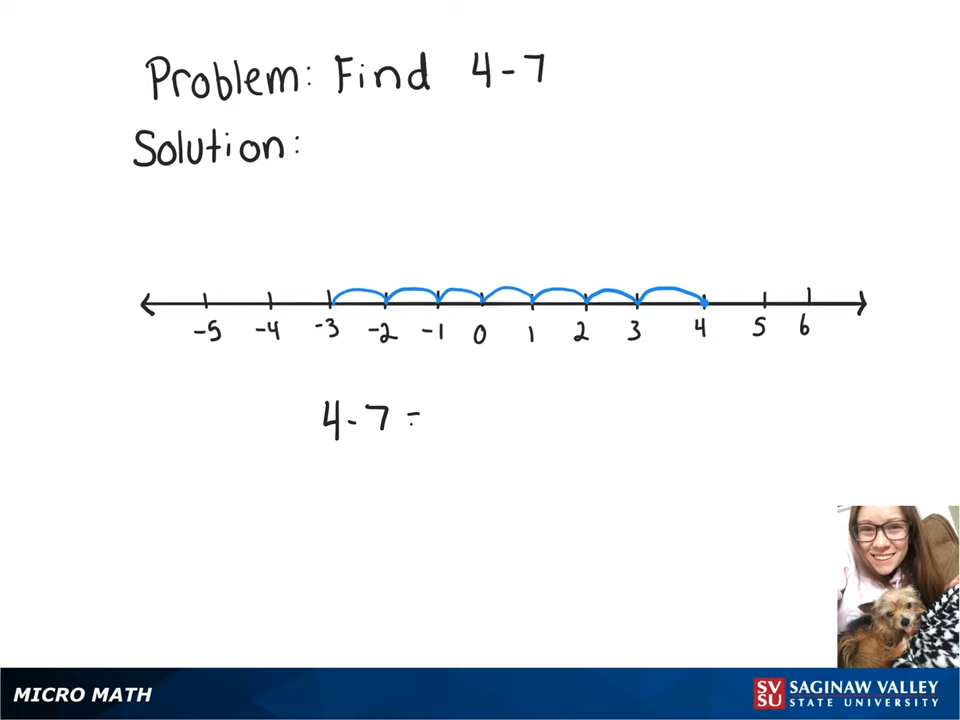 Problem: Find 4-7
Solution:
-5 -4 -3 -2 -1 0 1 2 3 4 5 6
4-7 =
MICRO MATH
SV SU SAGINAW VALLEY
STATE UNIVERSITY